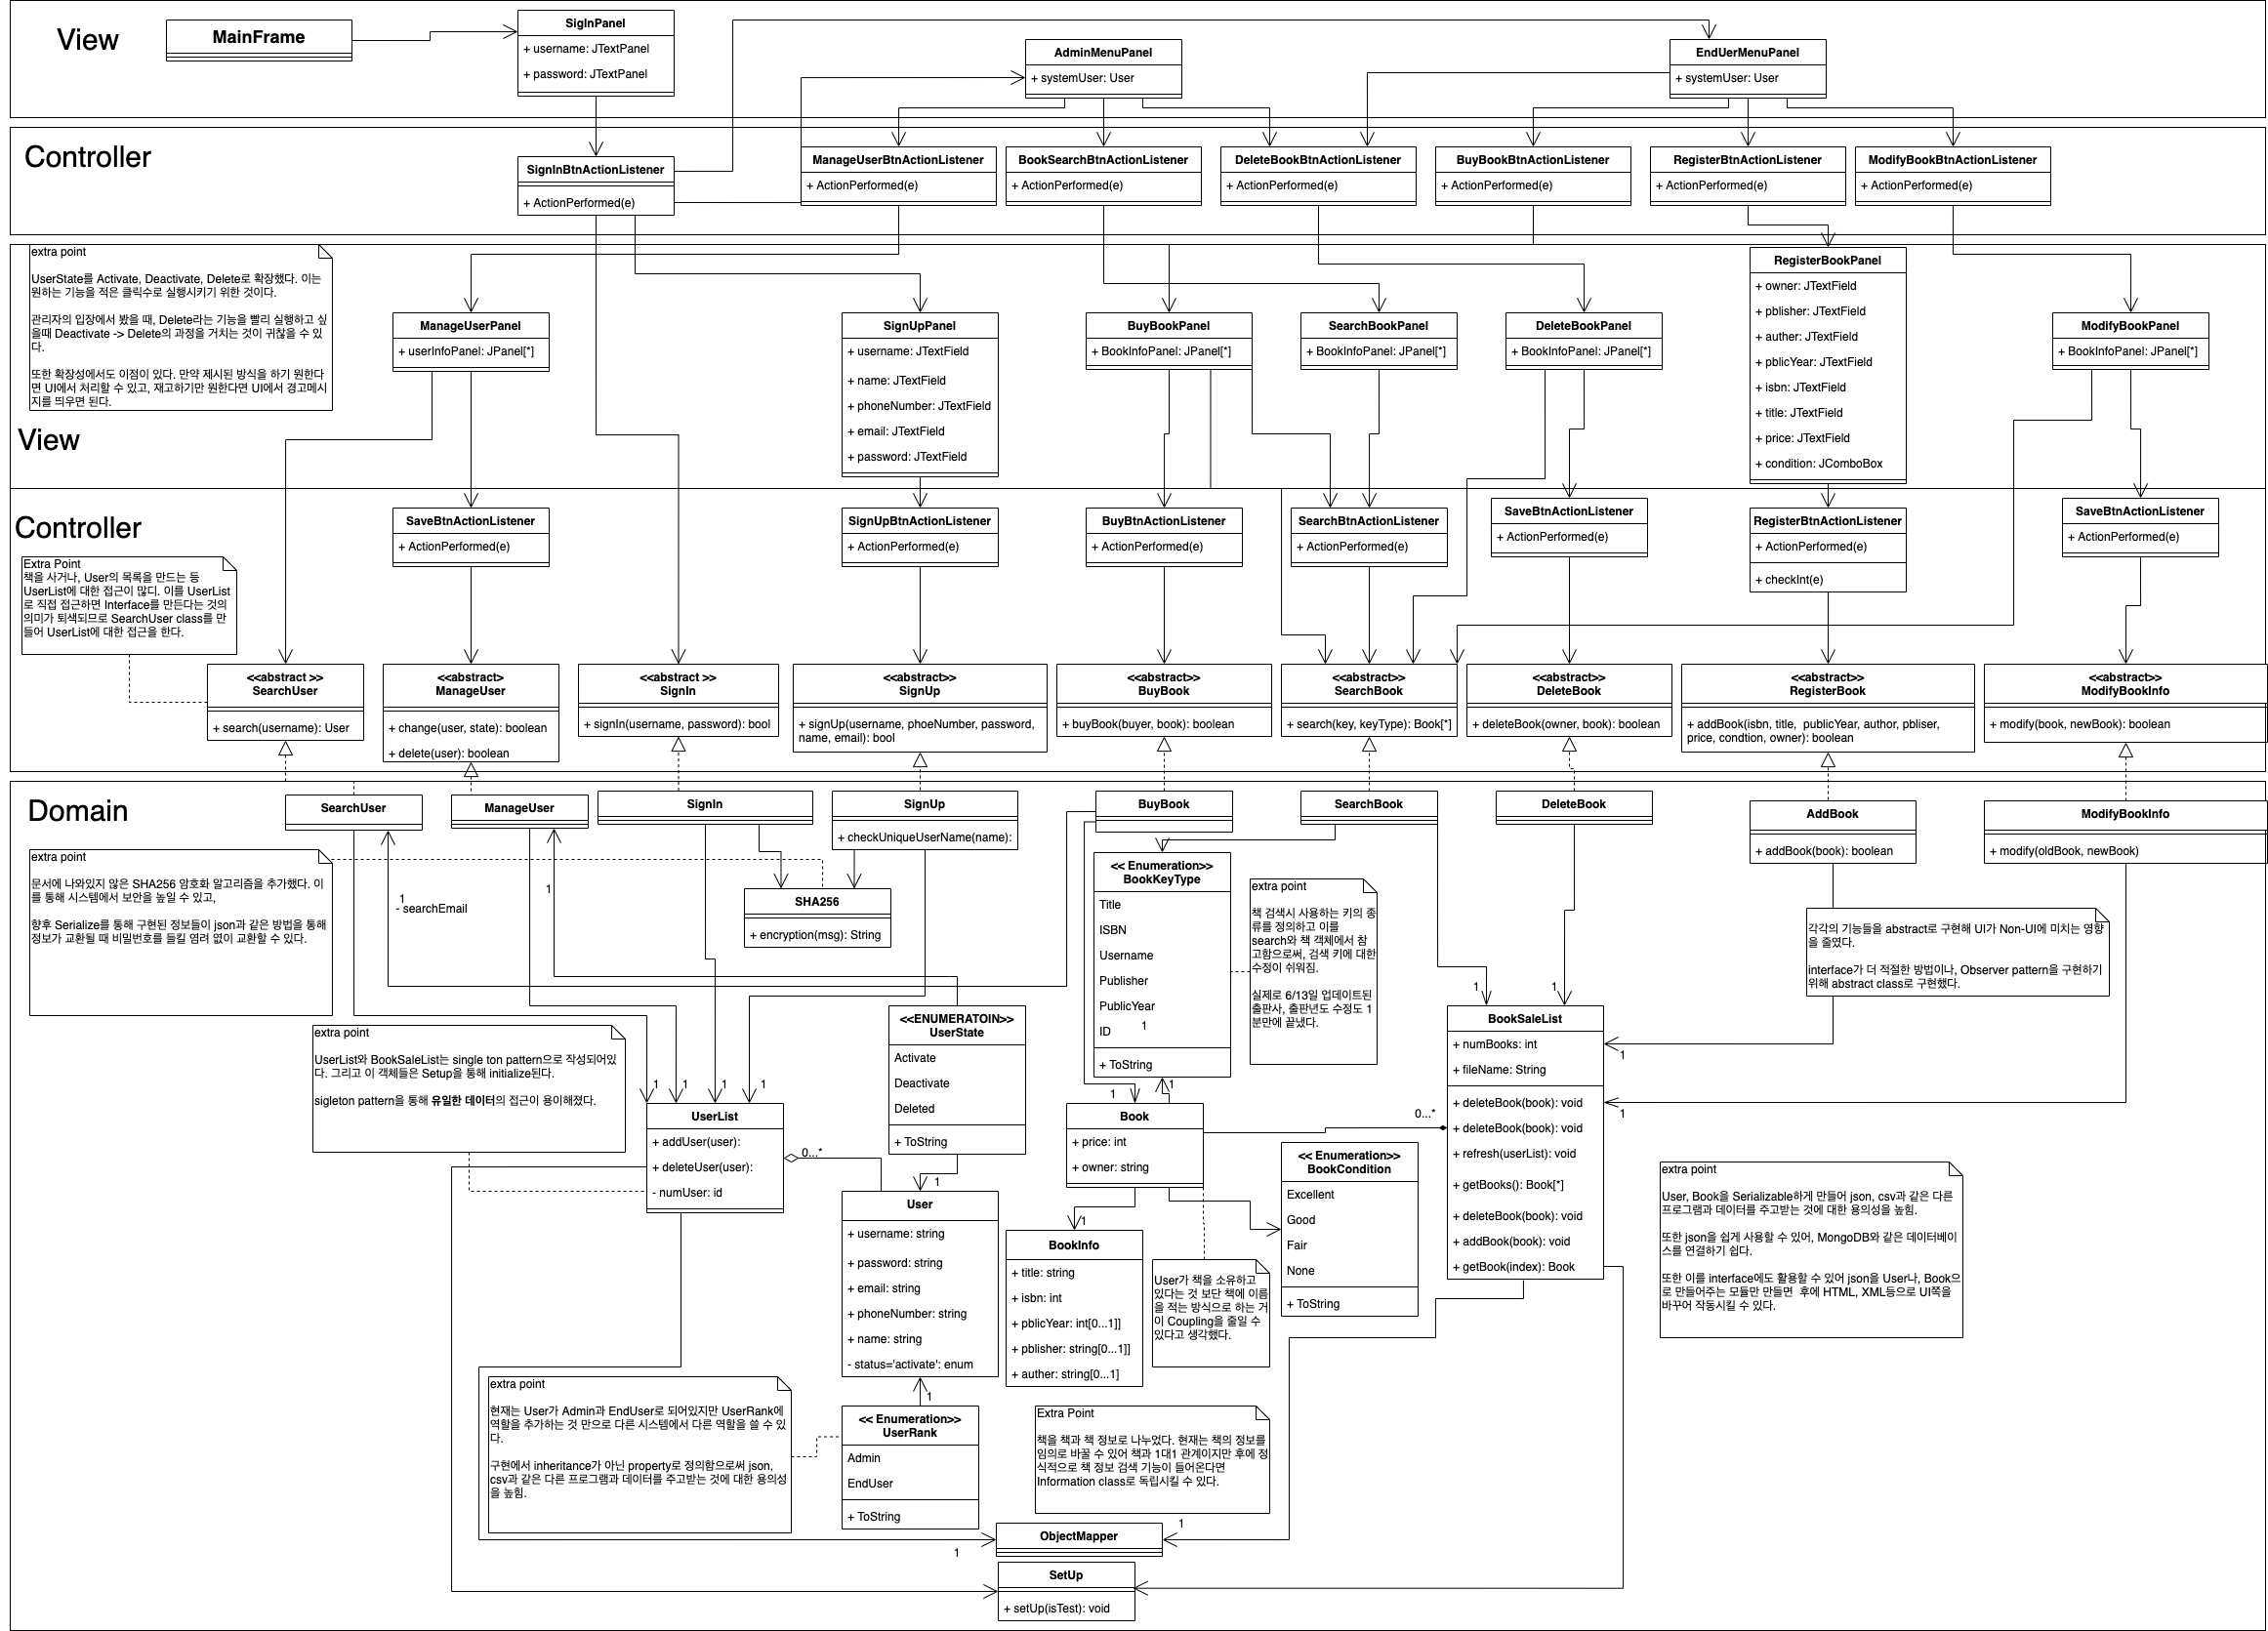 View
MainFrame
SigInPanel
+ username: JTextPanel
+ password: JTextPanel
AdminMenuPanel
+ systemUser: User
EndUerMenuPanel
+ systemUser: User
Controller
SignInBtnActionListener
+ ActionPerformed(e)
ManageUserBtnActionListener
+ ActionPerformed(e)
BookSearchBtnActionListener
+ ActionPerformed(e)
DeleteBookBtnActionListener
+ ActionPerformed(e)
BuyBookBtnActionListener
+ ActionPerformed(e)
RegisterBtnActionListener
+ ActionPerformed(e)
ModifyBookBtnActionListener
+ ActionPerformed(e)
extra point
UserState를 Activate, Deactivate, Delete로 확장했다. 이는
원하는 기능을 적은 클릭수로 실행시키기 위한 것이다.
관리자의 입장에서 봤을 때, Delete라는 기능을 빨리 실행하고 싶
을때 Deactivate -> Delete의 과정을 거치는 것이 귀찮을 수 있
다.
또한 확장성에서도 이점이 있다. 만약 제시된 방식을 하기 원한다
면 UI에서 처리할 수 있고, 재고하기만 원한다면 UI에서 경고메시
지를 띄우면 된다.
View
ManageUserPanel
+ userInfoPanel: JPanel[*]
SignUpPanel
+ username: JTextField
+ name: JTextField
+ phoneNumber: JTextField
+ email: JTextField
+ password: JTextField
BuyBookPanel
+ BookInfoPanel: JPanel[*]
SearchBookPanel
+ BookInfoPanel: JPanel[*]
DeleteBookPanel
+ BookInfoPanel: JPanel[*]
RegisterBookPanel
+ owner: JTextField
+ pblisher: JTextField
+ auther: JTextField
+ pblicYear: JTextField
+ isbn: JTextField
+ title: JTextField
+ price: JTextField
+ condition: JComboBox
ModifyBookPanel
+ BookInfoPanel: JPanel[*]
Controller
Extra Point
책을 사거나, User의 목록을 만드는 등
UserList에 대한 접근이 많디. 이를 UserList
로 직접 접근하면 Interface를 만든다는 것의
의미가 퇴색되므로 SearchUser class를 만
들어 UserList에 대한 접근을 한다.
SaveBtnActionListener
+ ActionPerformed(e)
SignUpBtnActionListener
+ ActionPerformed(e)
BuyBtnActionListener
+ ActionPerformed(e)
SearchBtnActionListener
+ ActionPerformed(e)
SaveBtnActionListener
+ ActionPerformed(e)
RegisterBtnActionListener
+ ActionPerformed(e)
+ checkInt(e)
SaveBtnActionListener
+ ActionPerformed(e)
<<abstract >>
SearchUser
+ search(username): User
<<abstract>
ManageUser
+ change(user, state): boolean
+ delete(user): boolean
<<abstract >>
SignIn
+ signIn(username, password): bool
<<abstract>>
SignUp
+ signUp(username, phoeNumber, password,
name, email): bool
<<abstract>>
BuyBook
+ buyBook(buyer, book): boolean
<<abstract>>
SearchBook
+ search(key, keyType): Book[*]
<<abstract>>
DeleteBook
+ deleteBook(owner, book): boolean
<<abstract>>
RegisterBook
+ addBook(isbn, title,  publicYear, author, pbliser,
price, condtion, owner): boolean
<<abstract>>
ModifyBookInfo
+ modify(book, newBook): boolean
Domain
SearchUser
ManageUser
SignIn
SignUp
+ checkUniqueUserName(name):
BuyBook
SearchBook
DeleteBook
AddBook
+ addBook(book): boolean
ModifyBookInfo
+ modify(oldBook, newBook)
extra point
문서에 나와있지 않은 SHA256 암호화 알고리즘을 추가했다. 이
를 통해 시스템에서 보안을 높일 수 있고,
향후 Serialize를 통해 구현된 정보들이 json과 같은 방법을 통해
정보가 교환될 때 비밀번호를 들킬 염려 없이 교환할 수 있다.
1
- searchEmail
1
SHA256
+ encryption(msg): String
<< Enumeration>>
BookKeyType
Title
ISBN
Username
Publisher
PublicYear
ID
1
+ ToString
extra point
책 검색시 사용하는 키의 종
류를 정의하고 이를
search와 책 객체에서 참
고함으로써, 검색 키에 대한
수정이 쉬워짐.
실제로 6/13일 업데이트된
출판사, 출판년도 수정도 1
분만에 끝냈다.
각각의 기능들을 abstract로 구현해 UI가 Non-UI에 미치는 영향
을 줄였다.
interface가 더 적절한 방법이나, Observer pattern을 구현하기
위해 abstract class로 구현했다.
extra point
UserList와 BookSaleList는 single ton pattern으로 작성되어있
다. 그리고 이 객체들은 Setup을 통해 initialize된다.
sigleton pattern을 통해 유일한 데이터의 접근이 용이해졌다.
1
1
1
1
UserList
+ addUser(user):
+ deleteUser(user):
- numUser: id
0...*
<<ENUMERATOIN>>
UserState
Activate
Deactivate
Deleted
+ ToString
1
User
+ username: string
+ password: string
+ email: string
+ phoneNumber: string
+ name: string
- status='activate': enum
1
1
1
Book
+ price: int
+ owner: string
0...*
1
1
BookSaleList
+ numBooks: int
+ fileName: String
+ deleteBook(book): void
+ deleteBook(book): void
+ refresh(userList): void
+ getBooks(): Book[*]
+ deleteBook(book): void
+ addBook(book): void
+ getBook(index): Book
1
1
<< Enumeration>>
BookCondition
Excellent
Good
Fair
None
+ ToString
1
BookInfo
+ title: string
+ isbn: int
+ pblicYear: int[0...1]]
+ pblisher: string[0...1]]
+ auther: string[0...1]
User가 책을 소유하고
있다는 것 보단 책에 이름
을 적는 방식으로 하는 거
이 Coupling을 줄일 수
있다고 생각했다.
extra point
User, Book을 Serializable하게 만들어 json, csv과 같은 다른
프로그램과 데이터를 주고받는 것에 대한 용의성을 높힘.
또한 json을 쉽게 사용할 수 있어, MongoDB와 같은 데이터베이
스를 연결하기 쉽다.
또한 이를 interface에도 활용할 수 있어 json을 User나, Book으
로 만들어주는 모듈만 만들면  후에 HTML, XML등으로 UI쪽을
바꾸어 작동시킬 수 있다.
extra point
현재는 User가 Admin과 EndUser로 되어있지만 UserRank에
역할을 추가하는 것 만으로 다른 시스템에서 다른 역할을 쓸 수 있
다.
구현에서 inheritance가 아닌 property로 정의함으로써 json,
csv과 같은 다른 프로그램과 데이터를 주고받는 것에 대한 용의성
을 높힘.
<< Enumeration>>
UserRank
Admin
EndUser
+ ToString
Extra Point
책을 책과 책 정보로 나누었다. 현재는 책의 정보를
임의로 바꿀 수 있어 책과 1대1 관계이지만 후에 정
식적으로 책 정보 검색 기능이 들어온다면
Information class로 독립시킬 수 있다.
1
ObjectMapper
1
SetUp
+ setUp(isTest): void